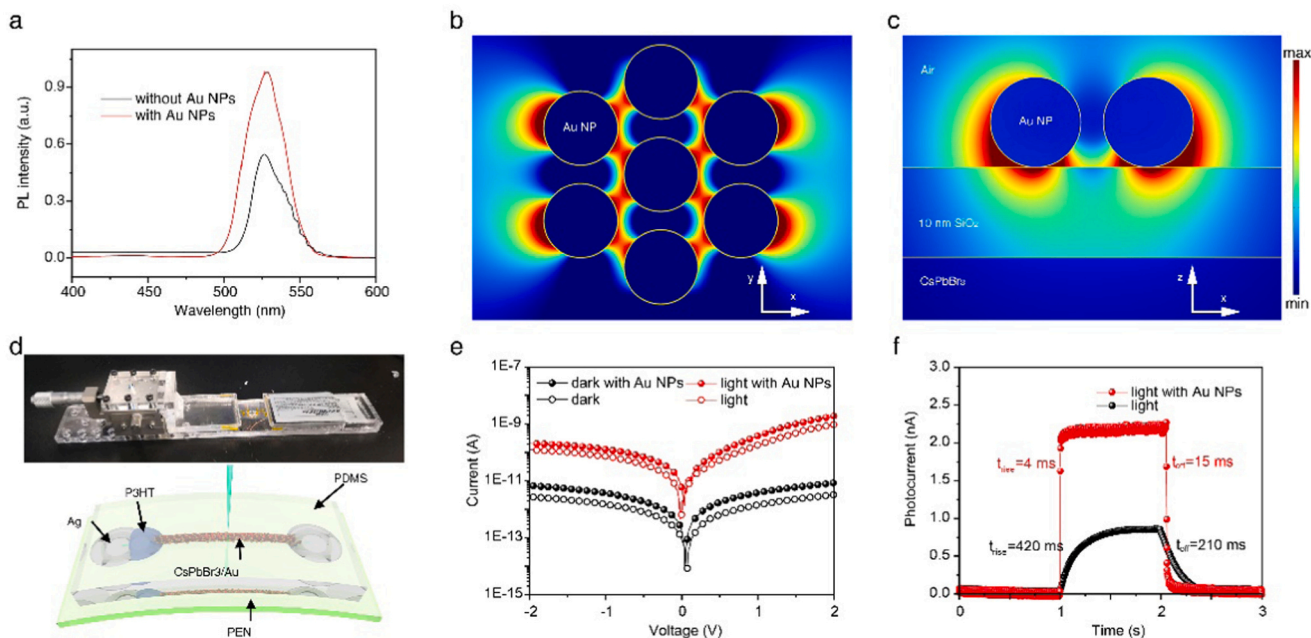 a
PL intensity (a.u.)
0.9
0.6
0.3
0.0
without Au NPs
with Au NPs
400
450
500
550
600
Wavelength (nm)
b
Au NP
y
x
c
Air
Au NP
10 nm SiO₂
CsPbBr₃
z
x
max
min
d
P3HT
PDMS
Ag
CsPbBr3/Au
PEN
e
Current (A)
1E-7
1E-9
1E-11
1E-13
1E-15
dark with Au NPs
light with Au NPs
dark
light
-2
-1
0
1
2
Voltage (V)
f
Photocurrent (nA)
3.0
2.5
2.0
1.5
1.0
0.5
0.0
light with Au NPs
light
t_rise=4 ms
t_off=15 ms
t_rise=420 ms
t_off=210 ms
0
1
2
3
Time (s)